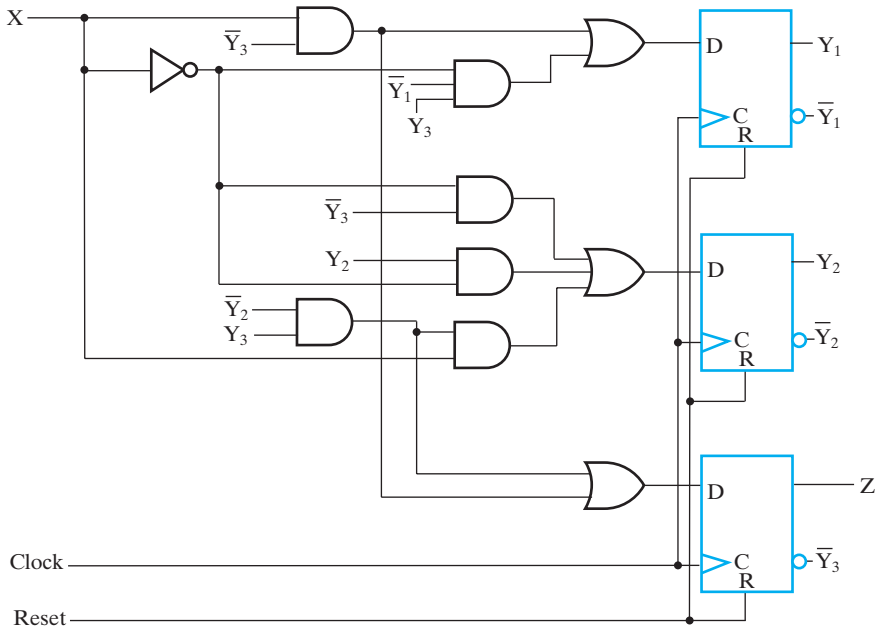 X
Y̅₃
Y̅₁
Y₃
D
C
R
Y₁
Y̅₁
Y̅₃
Y₂
Y̅₂
Y₃
D
C
R
Y₂
Y̅₂
D
C
R
Z
Y̅₃
Clock
Reset